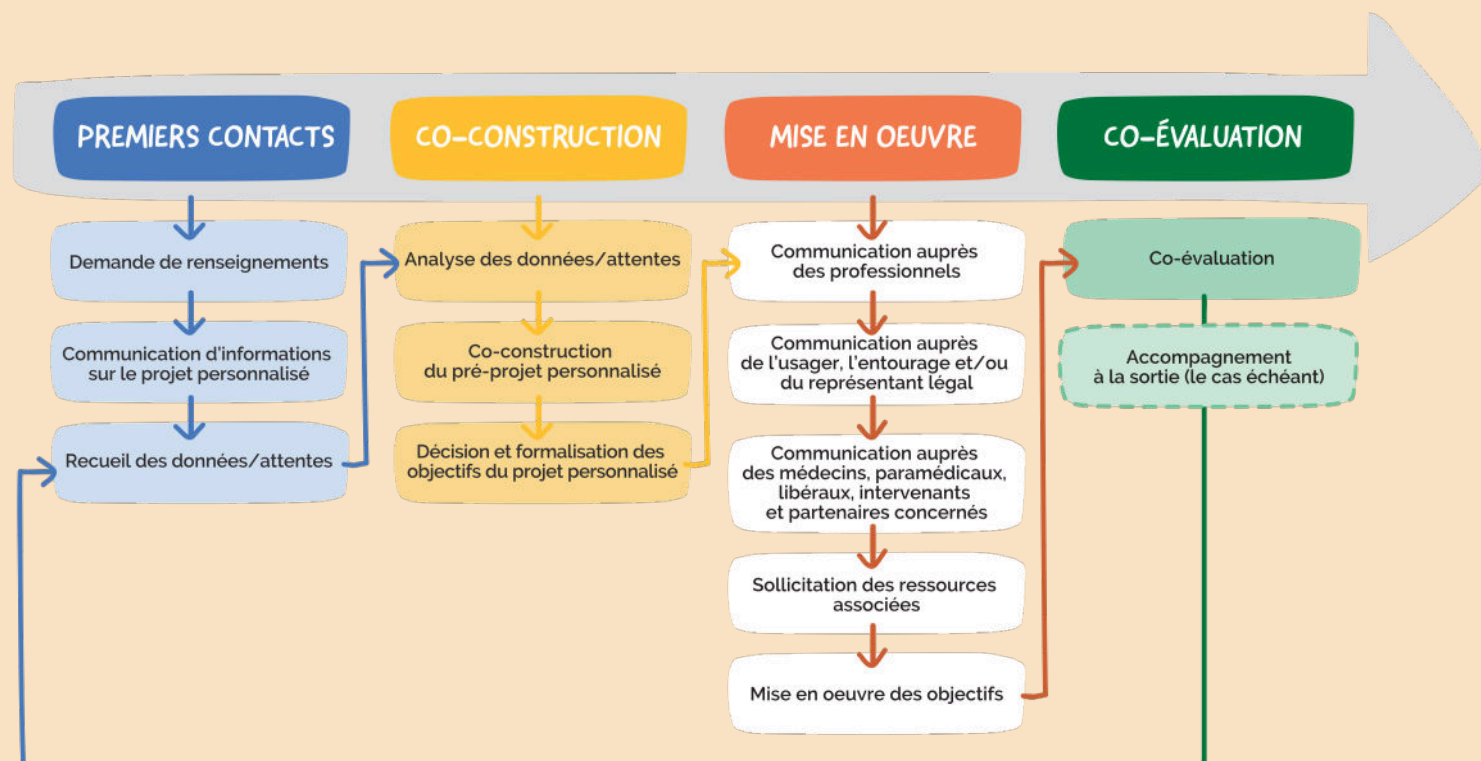 PREMIERS CONTACTS
CO-CONSTRUCTION
MISE EN OEUVRE
CO-ÉVALUATION
Demande de renseignements
Communication d'informations
sur le projet personnalisé
Recueil des données/attentes
Analyse des données/attentes
Co-construction
du pré-projet personnalisé
Décision et formalisation des
objectifs du projet personnalisé
Communication auprès
des professionnels
Communication auprès
de l'usager, l'entourage et/ou
du représentant légal
Communication auprès
des médecins, paramédicaux,
libéraux, intervenants
et partenaires concernés
Sollicitation des ressources
associées
Mise en oeuvre des objectifs
Co-évaluation
Accompagnement
à la sortie (le cas échéant)